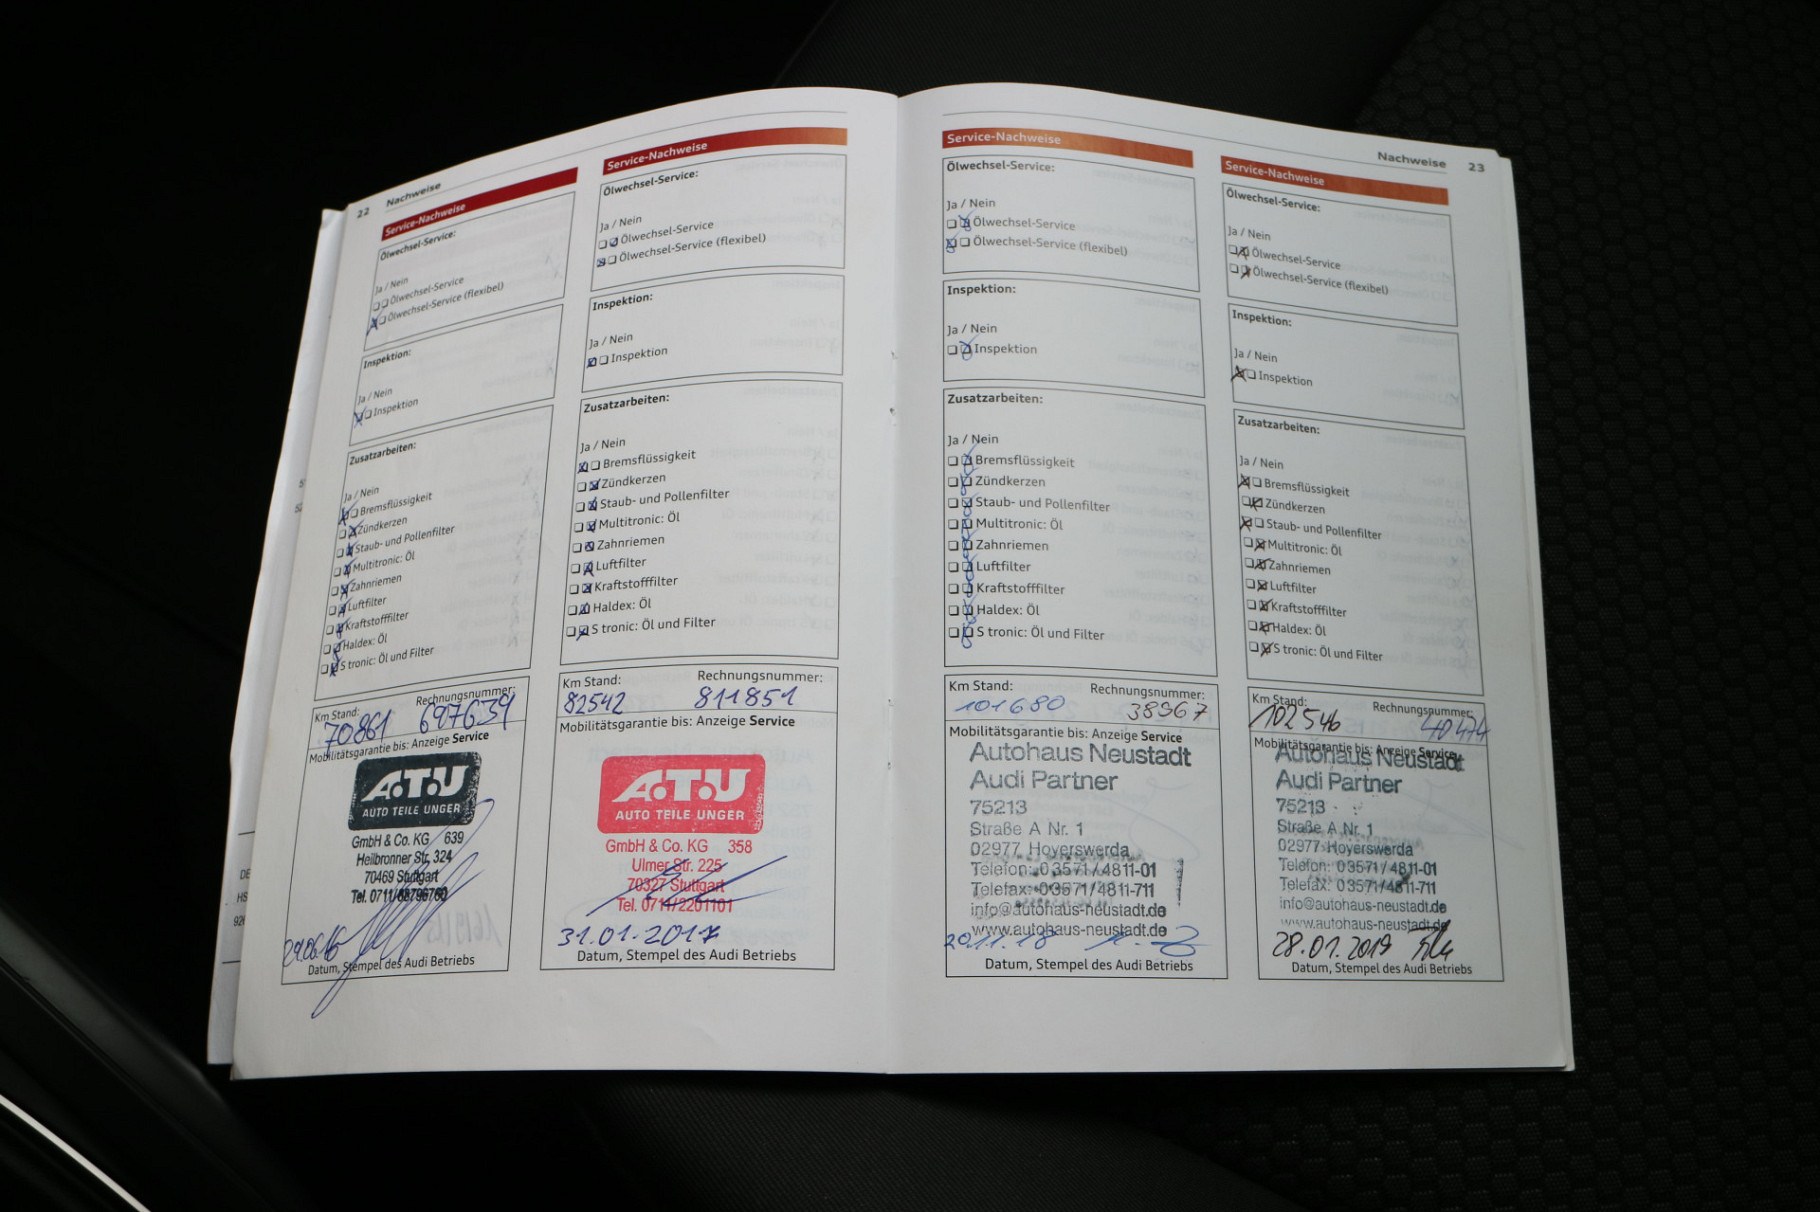 22 Nachweise
Service-Nachweise
Ölwechsel-Service:
Ja / Nein
Ölwechsel-Service
Ölwechsel-Service (flexibel)
Inspektion:
Ja / Nein
Inspektion
Zusatzarbeiten:
Ja / Nein
Bremsflüssigkeit
Zündkerzen
Staub- und Pollenfilter
Multitronic: Öl
Zahnriemen
Luftfilter
Kraftstofffilter
Haldex: Öl
S tronic: Öl und Filter
Km Stand: Rechnungsnummer:
70861 697639
Mobilitätsgarantie bis: Anzeige Service
A.T.U
AUTO TEILE UNGER
GmbH & Co. KG 639
Heilbronner Str. 324
70469 Stuttgart
Tel. 0711/88796760
Datum, Stempel des Audi Betriebs
Service-Nachweise
Ölwechsel-Service:
Ja / Nein
Ölwechsel-Service
Ölwechsel-Service (flexibel)
Inspektion:
Ja / Nein
Inspektion
Zusatzarbeiten:
Ja / Nein
Bremsflüssigkeit
Zündkerzen
Staub- und Pollenfilter
Multitronic: Öl
Zahnriemen
Luftfilter
Kraftstofffilter
Haldex: Öl
S tronic: Öl und Filter
Km Stand: Rechnungsnummer:
82542 811851
Mobilitätsgarantie bis: Anzeige Service
A.T.U
AUTO TEILE UNGER
GmbH & Co. KG 358
Ulmer Str. 225
70327 Stuttgart
Tel. 0711/2201101
31.01.2017
Datum, Stempel des Audi Betriebs
Service-Nachweise
Ölwechsel-Service:
Ja / Nein
Ölwechsel-Service
Ölwechsel-Service (flexibel)
Inspektion:
Ja / Nein
Inspektion
Zusatzarbeiten:
Ja / Nein
Bremsflüssigkeit
Zündkerzen
Staub- und Pollenfilter
Multitronic: Öl
Zahnriemen
Luftfilter
Kraftstofffilter
Haldex: Öl
S tronic: Öl und Filter
Km Stand: Rechnungsnummer:
101680 38967
Mobilitätsgarantie bis: Anzeige Service
Autohaus Neustadt
Audi Partner
75213
Straße A Nr. 1
02977 Hoyerswerda
Telefon: 03571/4811-01
Telefax: 03571/4811-711
info@autohaus-neustadt.de
www.autohaus-neustadt.de
20.11.18
Datum, Stempel des Audi Betriebs
Nachweise 23
Service-Nachweise
Ölwechsel-Service:
Ja / Nein
Ölwechsel-Service
Ölwechsel-Service (flexibel)
Inspektion:
Ja / Nein
Inspektion
Zusatzarbeiten:
Ja / Nein
Bremsflüssigkeit
Zündkerzen
Staub- und Pollenfilter
Multitronic: Öl
Zahnriemen
Luftfilter
Kraftstofffilter
Haldex: Öl
S tronic: Öl und Filter
Km Stand: Rechnungsnummer:
102546 40474
Mobilitätsgarantie bis: Anzeige Service
Autohaus Neustadt
Audi Partner
75213
Straße A Nr. 1
02977 Hoyerswerda
Telefon: 03571/4811-01
Telefax: 03571/4811-711
info@autohaus-neustadt.de
www.autohaus-neustadt.de
28.01.2019
Datum, Stempel des Audi Betriebs